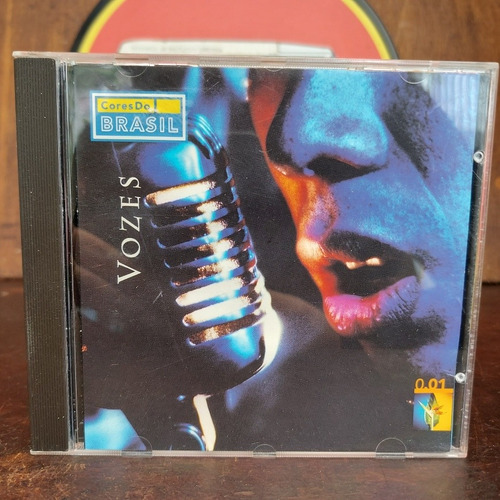 Cores Do
BRASIL
VOZES
0.01